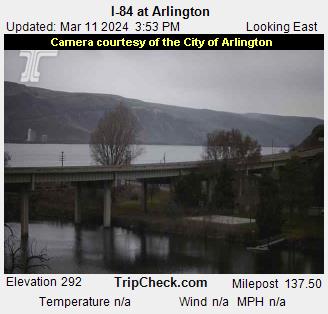 I-84 at Arlington
Updated: Mar 11 2024 3:53 PM Looking East
Camera courtesy of the City of Arlington
Elevation 292 TripCheck.com Milepost 137.50
Temperature n/a Wind n/a MPH n/a